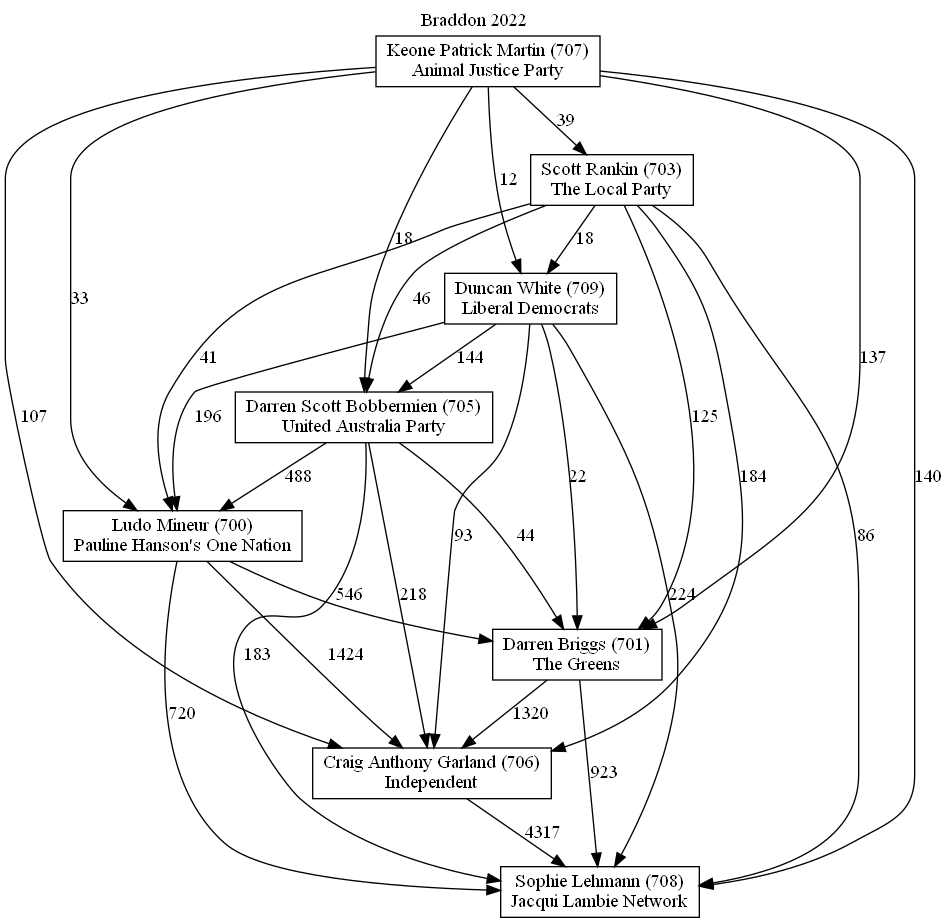 Braddon 2022
Keone Patrick Martin (707)
Animal Justice Party
39
Scott Rankin (703)
The Local Party
12
18
18
Duncan White (709)
Liberal Democrats
33
46
41
144
137
Darren Scott Bobbermien (705)
United Australia Party
107
196
125
488
22
184
140
Ludo Mineur (700)
Pauline Hanson's One Nation
93
44
86
546
218
224
Darren Briggs (701)
The Greens
183
1424
720
1320
Craig Anthony Garland (706)
Independent
923
4317
Sophie Lehmann (708)
Jacqui Lambie Network